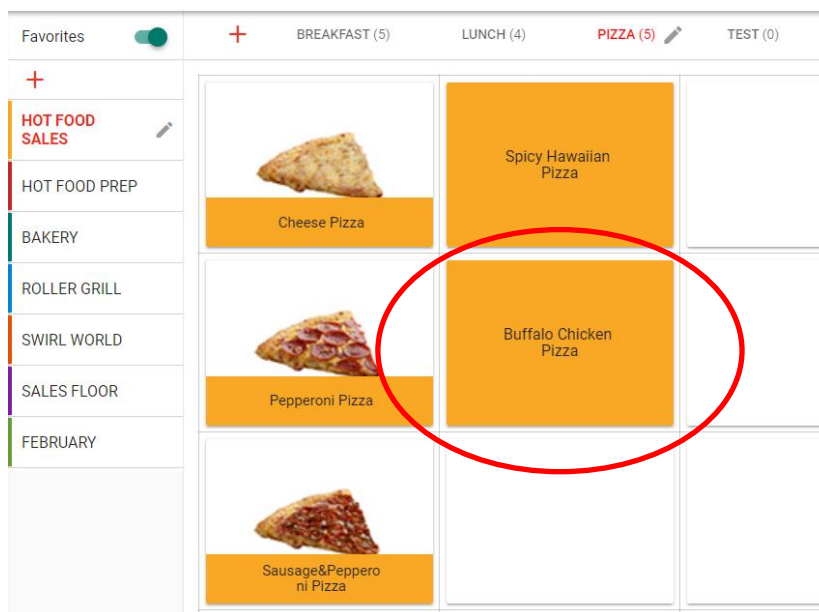 Favorites
BREAKFAST (5) LUNCH (4) PIZZA (5) TEST (0)
HOT FOOD
SALES
HOT FOOD PREP
BAKERY
ROLLER GRILL
SWIRL WORLD
SALES FLOOR
FEBRUARY
Cheese Pizza
Spicy Hawaiian
Pizza
Pepperoni Pizza
Buffalo Chicken
Pizza
Sausage&Peppero
ni Pizza